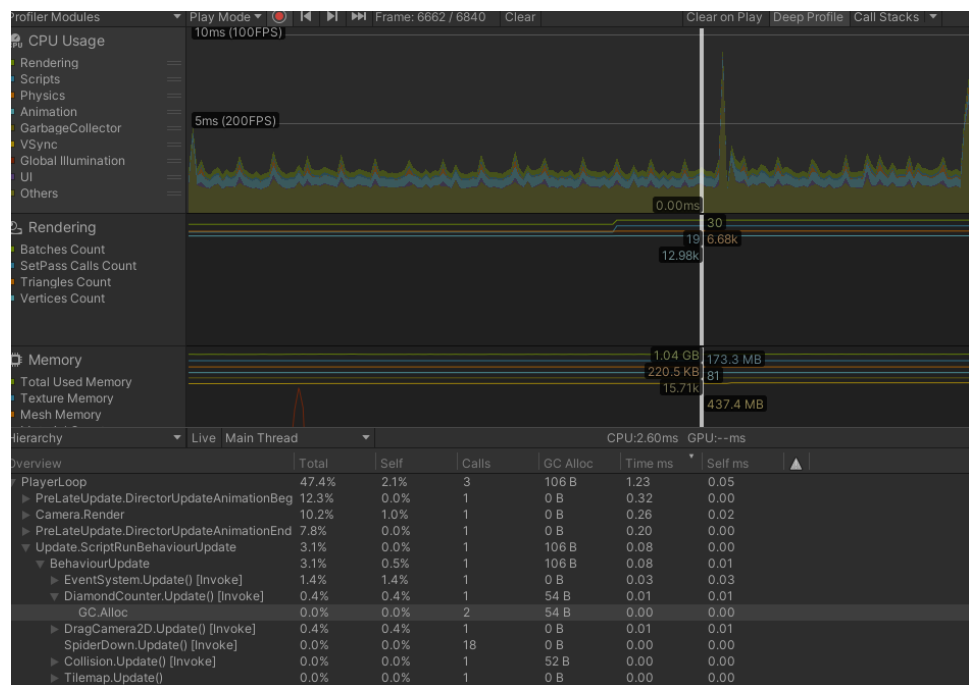 Profiler Modules Play Mode Frame: 6662 / 6840 Clear Clear on Play Deep Profile Call Stacks
CPU Usage
Rendering
Scripts
Physics
Animation
GarbageCollector
VSync
Global Illumination
UI
Others
10ms (100FPS)
5ms (200FPS)
0.00ms
Rendering
Batches Count
SetPass Calls Count
Triangles Count
Vertices Count
30
19 6.68k
12.98k
Memory
Total Used Memory
Texture Memory
Mesh Memory
1.04 GB 173.3 MB
220.5 KB 81
15.71k
437.4 MB
Hierarchy Live Main Thread CPU:2.60ms GPU:--ms
Overview Total Self Calls GC Alloc Time ms Self ms
PlayerLoop 47.4% 2.1% 3 106 B 1.23 0.05
PreLateUpdate.DirectorUpdateAnimationBeg 12.3% 0.0% 1 0 B 0.32 0.00
Camera.Render 10.2% 1.0% 1 0 B 0.26 0.02
PreLateUpdate.DirectorUpdateAnimationEnd 7.8% 0.0% 1 0 B 0.20 0.00
Update.ScriptRunBehaviourUpdate 3.1% 0.0% 1 106 B 0.08 0.00
BehaviourUpdate 3.1% 0.5% 1 106 B 0.08 0.01
EventSystem.Update() [Invoke] 1.4% 1.4% 1 0 B 0.03 0.03
DiamondCounter.Update() [Invoke] 0.4% 0.4% 1 54 B 0.01 0.01
GC.Alloc 0.0% 0.0% 2 54 B 0.00 0.00
DragCamera2D.Update() [Invoke] 0.4% 0.4% 1 0 B 0.01 0.01
SpiderDown.Update() [Invoke] 0.0% 0.0% 18 0 B 0.00 0.00
Collision.Update() [Invoke] 0.0% 0.0% 1 52 B 0.00 0.00
Tilemap.Update() 0.0% 0.0% 1 0 B 0.00 0.00